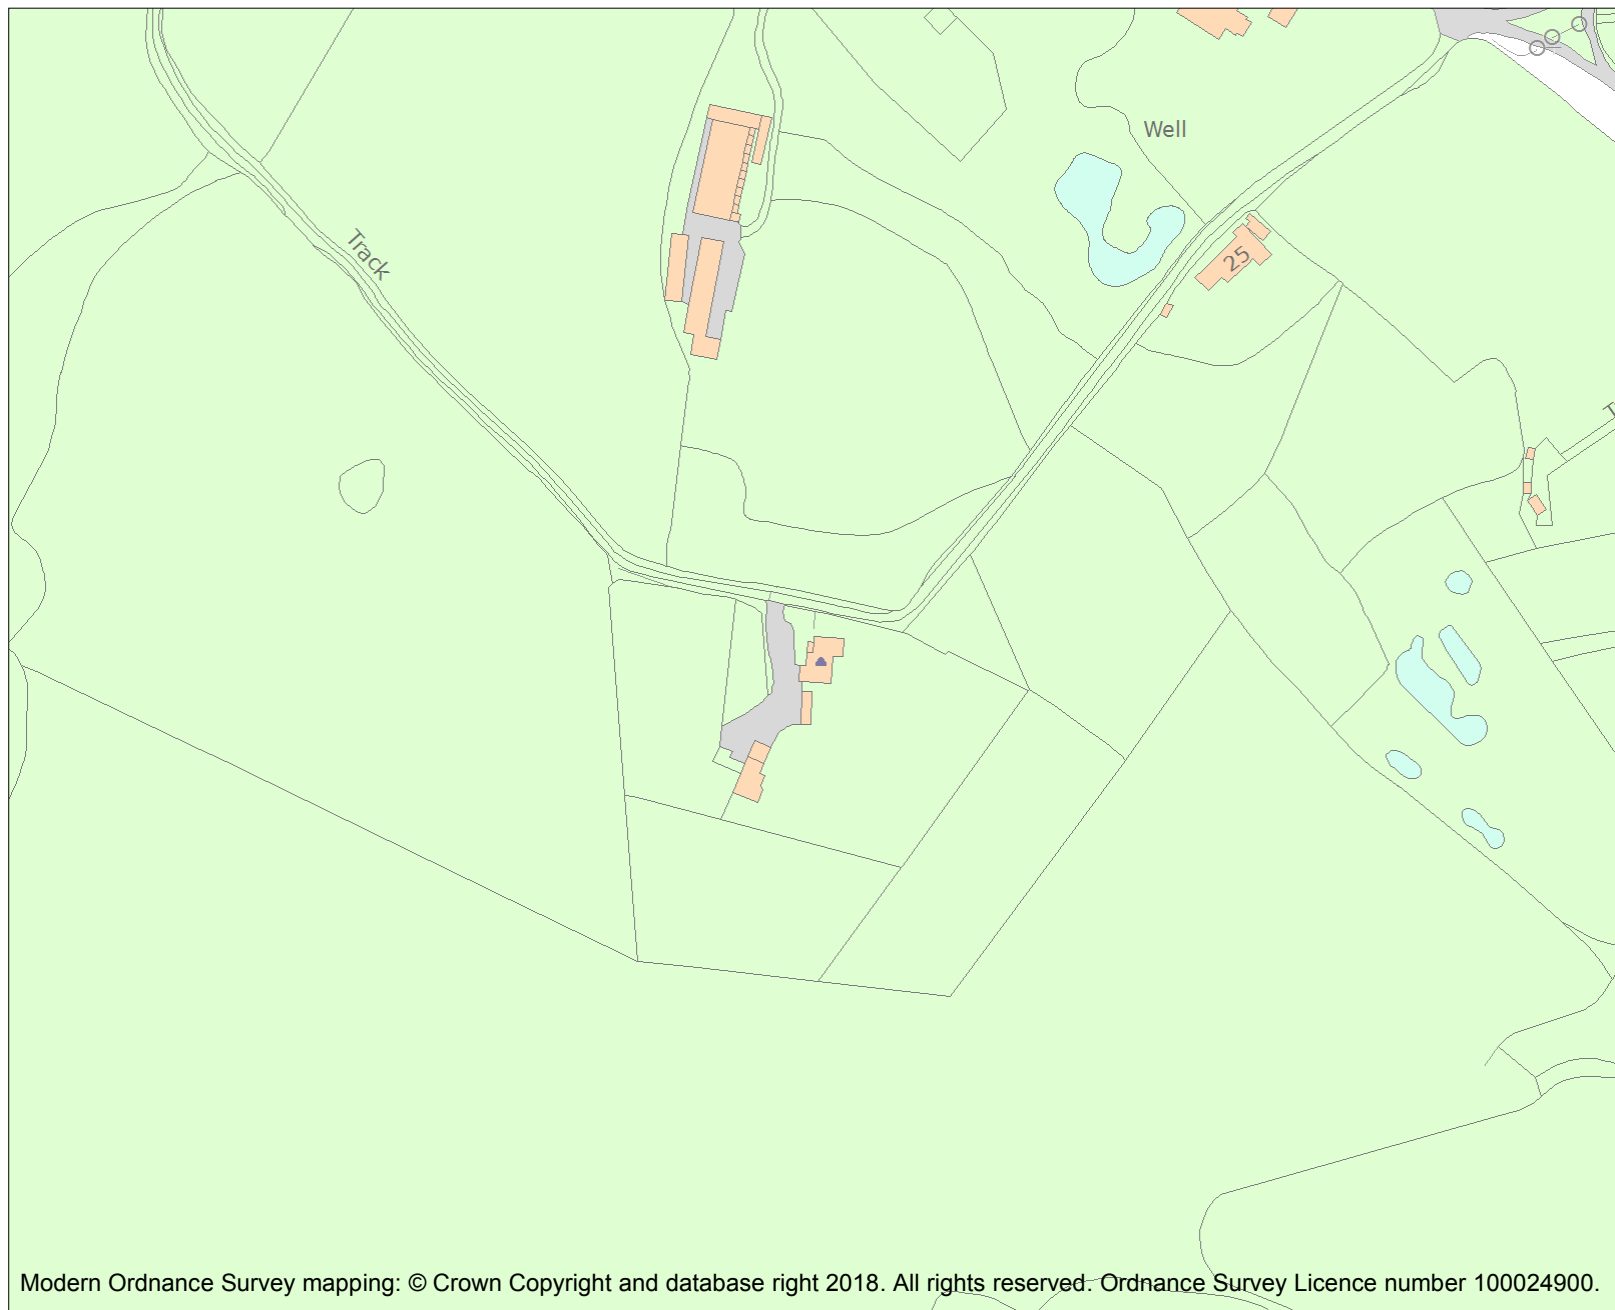 Well
Track
25
T
Modern Ordnance Survey mapping: © Crown Copyright and database right 2018. All rights reserved. Ordnance Survey Licence number 100024900.